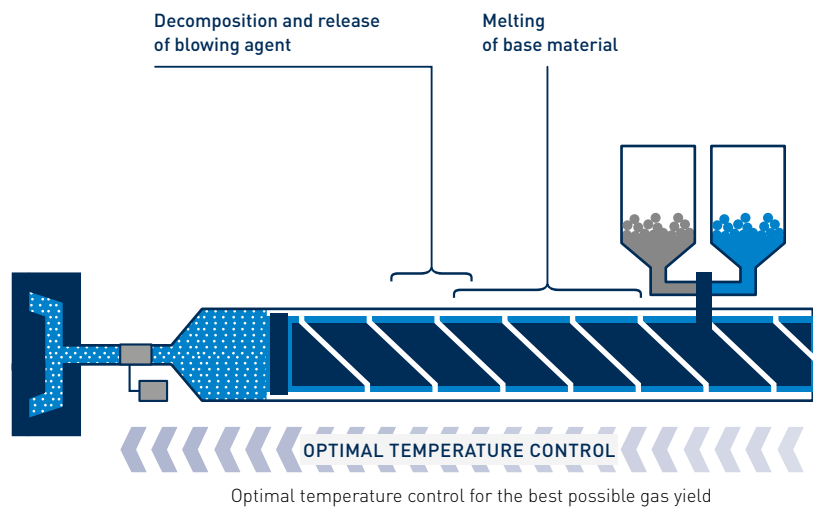 Decomposition and release
of blowing agent
Melting
of base material
OPTIMAL TEMPERATURE CONTROL
Optimal temperature control for the best possible gas yield